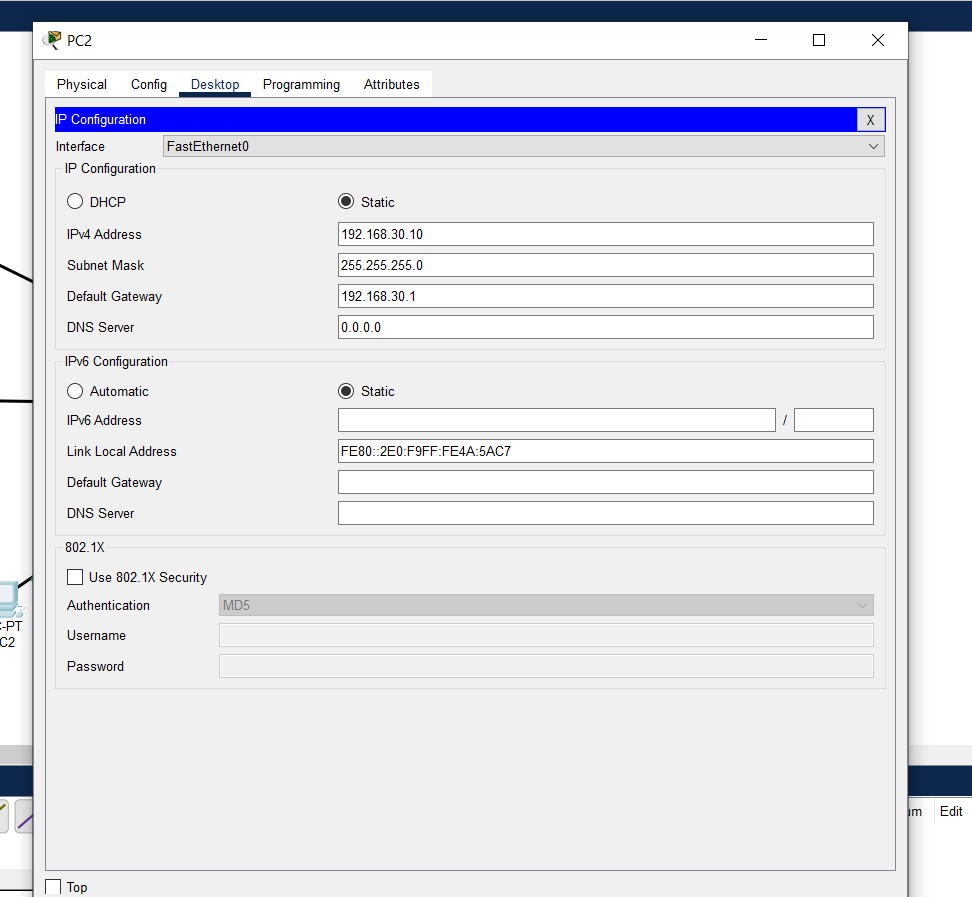 PC2
Physical Config Desktop Programming Attributes
IP Configuration X
Interface FastEthernet0
IP Configuration
DHCP Static
IPv4 Address 192.168.30.10
Subnet Mask 255.255.255.0
Default Gateway 192.168.30.1
DNS Server 0.0.0.0
IPv6 Configuration
Automatic Static
IPv6 Address /
Link Local Address FE80::2E0:F9FF:FE4A:5AC7
Default Gateway
DNS Server
802.1X
Use 802.1X Security
Authentication MD5
Username
Password
Top
C-PT
C2
um Edit